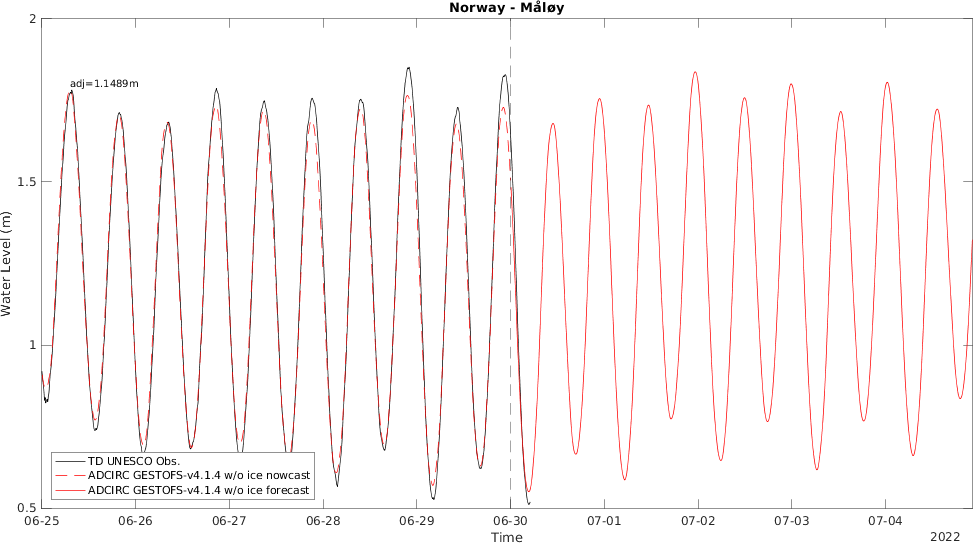 Norway - Måløy
adj=1.1489m
2
1.5
1
0.5
Water Level (m)
TD UNESCO Obs.
ADCIRC GESTOFS-v4.1.4 w/o ice nowcast
ADCIRC GESTOFS-v4.1.4 w/o ice forecast
06-25 06-26 06-27 06-28 06-29 06-30 07-01 07-02 07-03 07-04
Time
2022